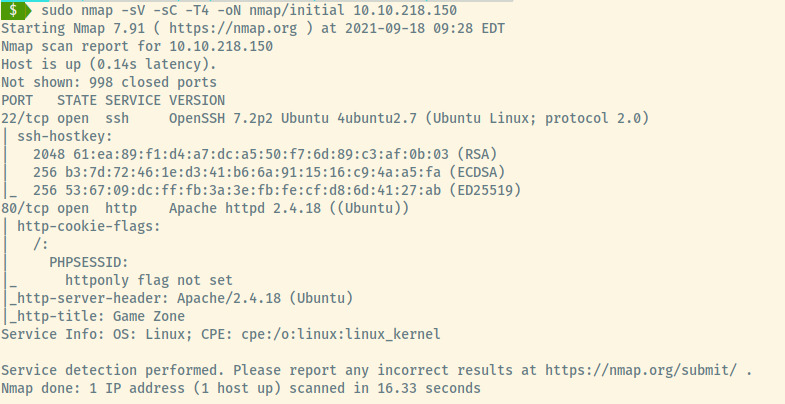 $ sudo nmap -sV -sC -T4 -oN nmap/initial 10.10.218.150
Starting Nmap 7.91 ( https://nmap.org ) at 2021-09-18 09:28 EDT
Nmap scan report for 10.10.218.150
Host is up (0.14s latency).
Not shown: 998 closed ports
PORT   STATE SERVICE VERSION
22/tcp open  ssh     OpenSSH 7.2p2 Ubuntu 4ubuntu2.7 (Ubuntu Linux; protocol 2.0)
| ssh-hostkey:
|   2048 61:ea:89:f1:d4:a7:dc:a5:50:f7:6d:89:c3:af:0b:03 (RSA)
|   256 b3:7d:72:46:1e:d3:41:b6:6a:91:15:16:c9:4a:a5:fa (ECDSA)
|_  256 53:67:09:dc:ff:fb:3a:3e:fb:fe:cf:d8:6d:41:27:ab (ED25519)
80/tcp open  http    Apache httpd 2.4.18 ((Ubuntu))
| http-cookie-flags:
|   /:
|     PHPSESSID:
|_      httponly flag not set
|_http-server-header: Apache/2.4.18 (Ubuntu)
|_http-title: Game Zone
Service Info: OS: Linux; CPE: cpe:/o:linux:linux_kernel

Service detection performed. Please report any incorrect results at https://nmap.org/submit/ .
Nmap done: 1 IP address (1 host up) scanned in 16.33 seconds